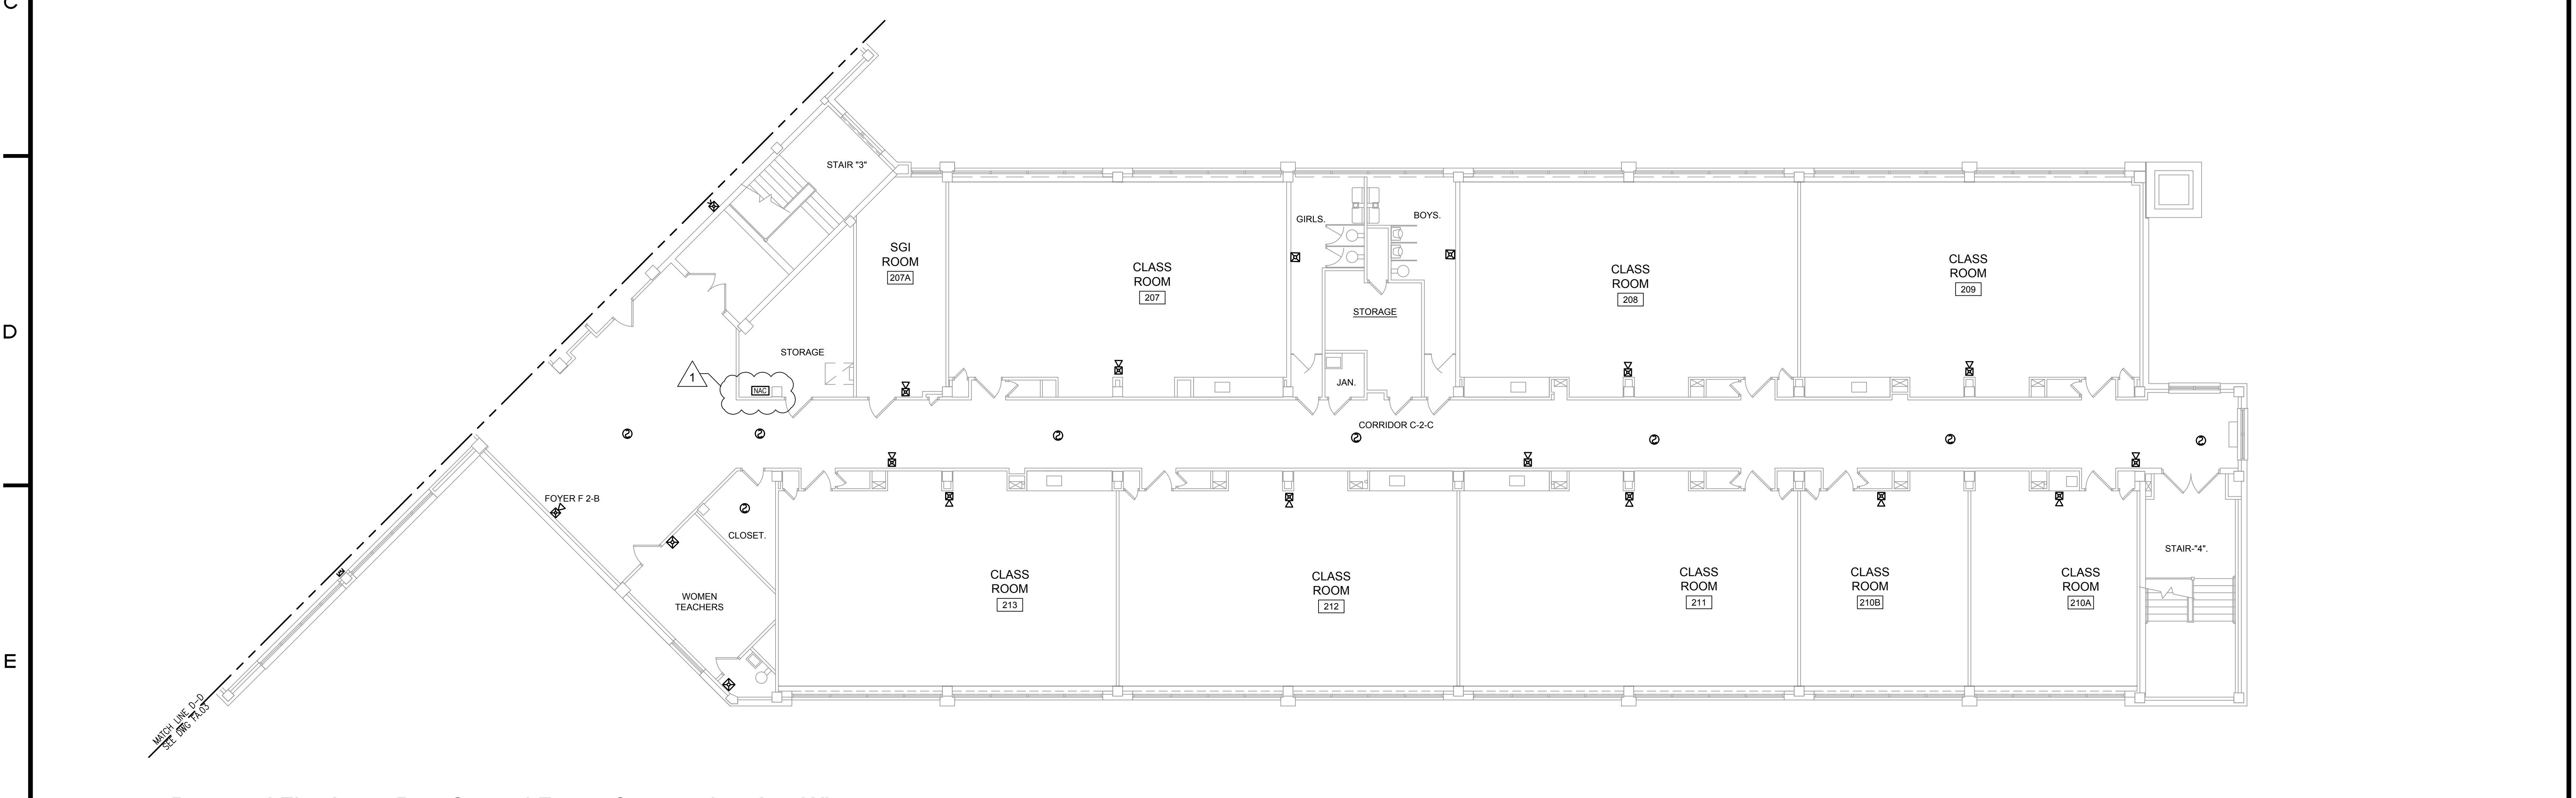 C
STAIR "3"
GIRLS.
BOYS.
SGI
ROOM
207A
CLASS
ROOM
207
CLASS
ROOM
208
CLASS
ROOM
209
STORAGE
D
STORAGE
1
NAC
JAN.
CORRIDOR C-2-C
FOYER F 2-B
CLOSET.
STAIR-"4".
WOMEN
TEACHERS
CLASS
ROOM
213
CLASS
ROOM
212
CLASS
ROOM
211
CLASS
ROOM
210B
CLASS
ROOM
210A
E
MATCH LINE D-D
SEE DWG FA.03